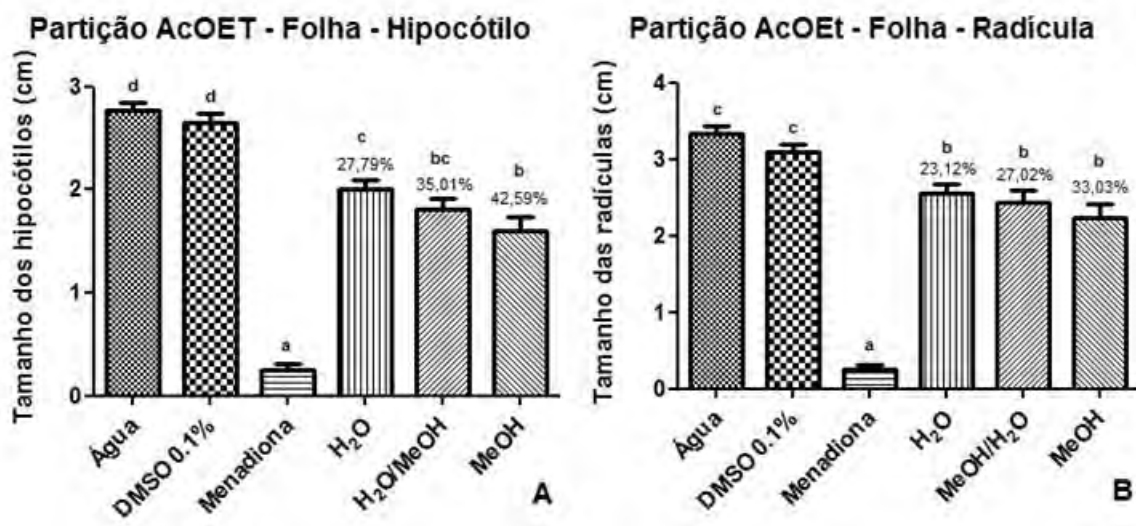 Partição AcOET - Folha - Hipocótilo
Tamanho dos hipocótilos (cm)
3
2
1
0
d
d
a
c
27,79%
bc
35,01%
b
42,59%
Água
DMSO 0.1%
Menadiona
H₂O
H₂O/MeOH
MeOH
A
Partição AcOEt - Folha - Radícula
Tamanho das radículas (cm)
4
3
2
1
0
c
c
a
b
23,12%
b
27,02%
b
33,03%
Água
DMSO 0.1%
Menadiona
H₂O
MeOH/H₂O
MeOH
B